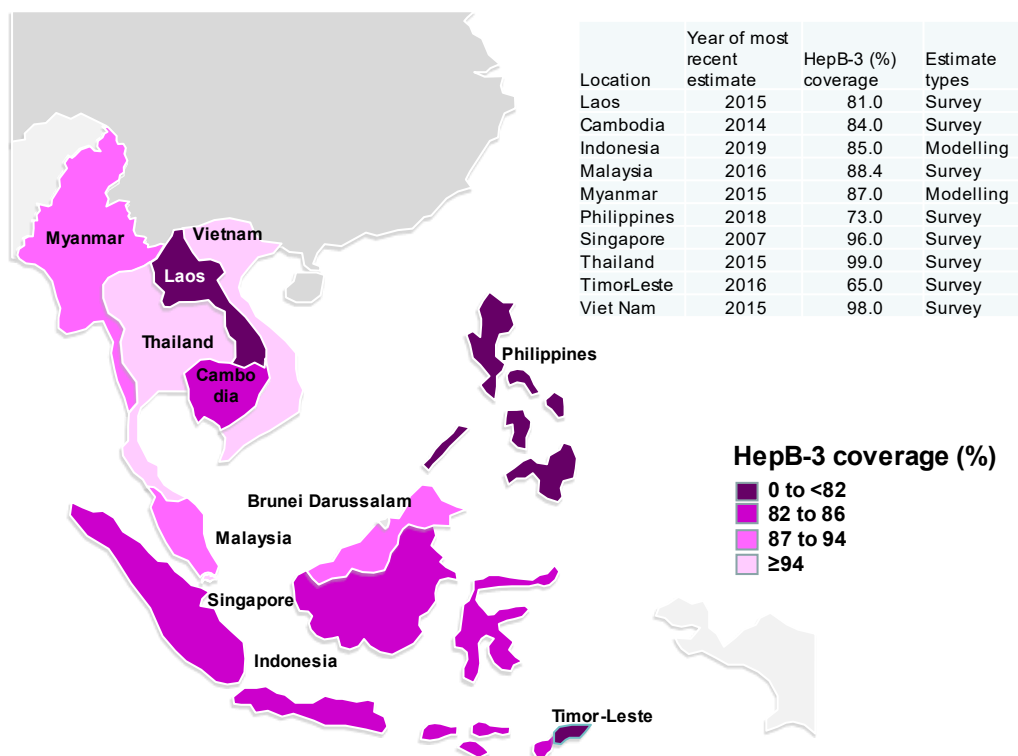 Location Year of most recent estimate HepB-3 (%) coverage Estimate types
Laos 2015 81.0 Survey
Cambodia 2014 84.0 Survey
Indonesia 2019 85.0 Modelling
Malaysia 2016 88.4 Survey
Myanmar 2015 87.0 Modelling
Philippines 2018 73.0 Survey
Singapore 2007 96.0 Survey
Thailand 2015 99.0 Survey
Timor-Leste 2016 65.0 Survey
Viet Nam 2015 98.0 Survey
Myanmar
Vietnam
Laos
Thailand
Cambo
dia
Philippines
Brunei Darussalam
Malaysia
Singapore
Indonesia
Timor-Leste
HepB-3 coverage (%)
0 to <82
82 to 86
87 to 94
≥94